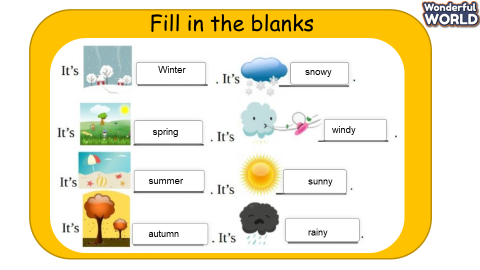 Wonderful
WORLD
Fill in the blanks
It's Winter . It's snowy .
It's spring . It's windy .
It's summer . It's sunny .
It's autumn . It's rainy .